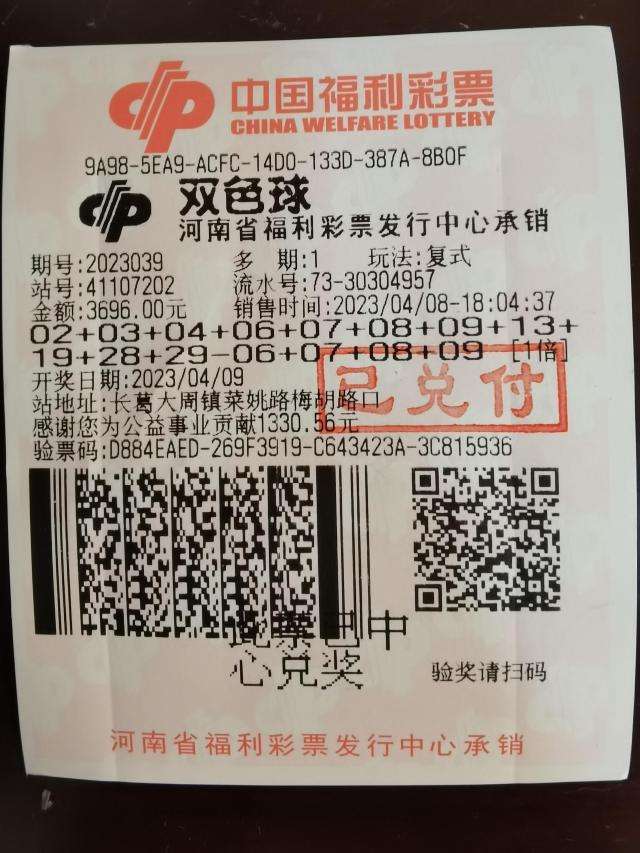 中国福利彩票
CHINA WELFARE LOTTERY
9A98-5EA9-ACFC-14D0-133D-387A-8B0F
双色球
河南省福利彩票发行中心承销
期号:2023039 多 期:1 玩法:复式
站号:41107202 流水号:73-30304957
金额:3696.00元 销售时间:2023/04/08-18:04:37
02+03+04+06+07+08+09+13+
19+28+29-06+07+08+09 [1倍]
开奖日期:2023/04/09
已兑付
站地址:长葛大周镇菜姚路梅胡路口
感谢您为公益事业贡献1330.56元
验票码:D884EAED-269F3919-C643423A-3C815936
此票已中
心兑奖
验奖请扫码
河南省福利彩票发行中心承销